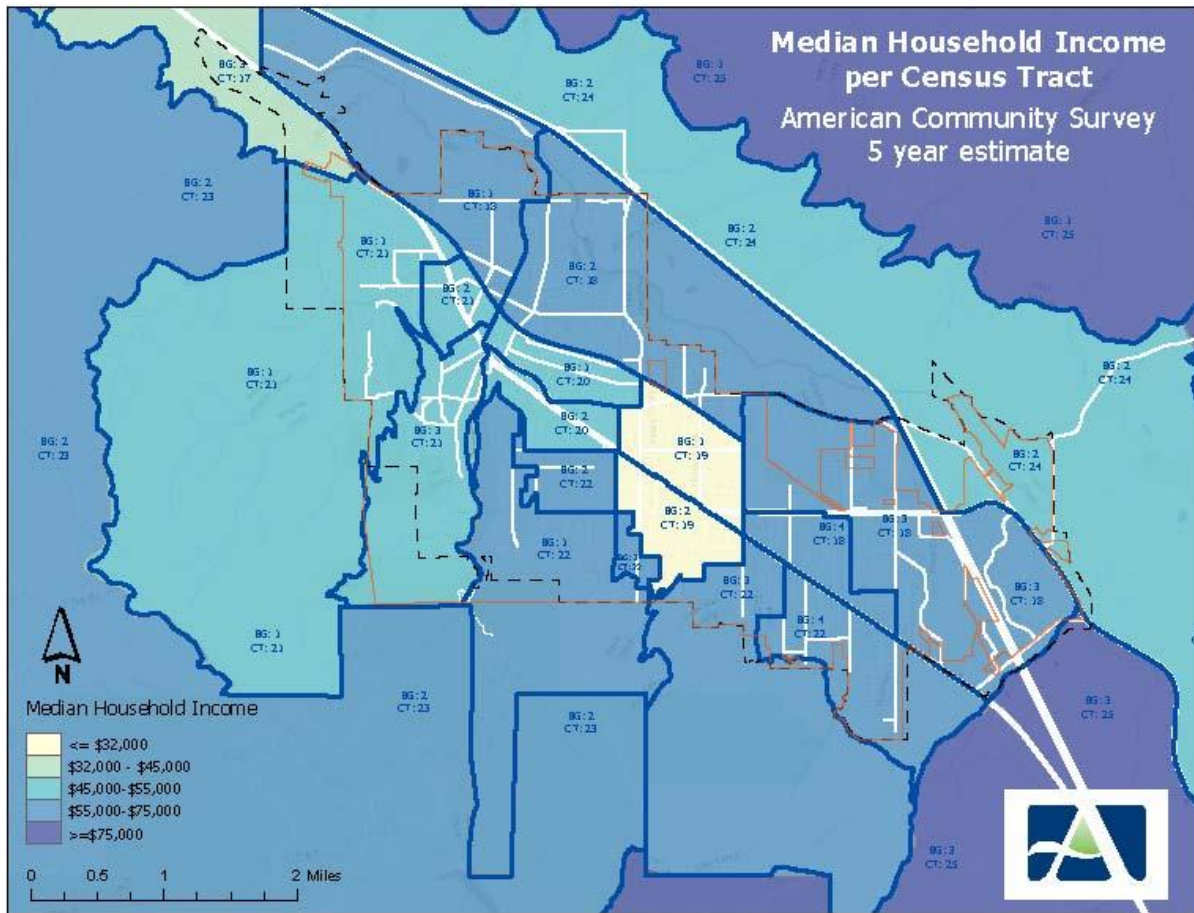 Median Household Income
per Census Tract
American Community Survey
5 year estimate
BG: 3
CT: 17
BG: 2
CT: 24
BG: 1
CT: 25
BG: 2
CT: 23
BG: 1
CT: 18
BG: 1
CT: 25
BG: 1
CT: 21
BG: 2
CT: 24
BG: 2
CT: 18
BG: 2
CT: 21
BG: 1
CT: 20
BG: 2
CT: 24
BG: 1
CT: 21
BG: 2
CT: 20
BG: 3
CT: 21
BG: 1
CT: 19
BG: 2
CT: 23
BG: 2
CT: 24
BG: 2
CT: 22
BG: 2
CT: 19
BG: 4
CT: 18
BG: 3
CT: 18
BG: 1
CT: 22
CT: 22
BG: 3
CT: 22
BG: 3
CT: 18
BG: 4
CT: 22
BG: 1
CT: 21
BG: 2
CT: 23
BG: 2
CT: 23
BG: 3
CT: 25
BG: 3
CT: 25
N
Median Household Income
<= $32,000
$32,000 - $45,000
$45,000-$55,000
$55,000-$75,000
>=$75,000
0 0.5 1 2 Miles